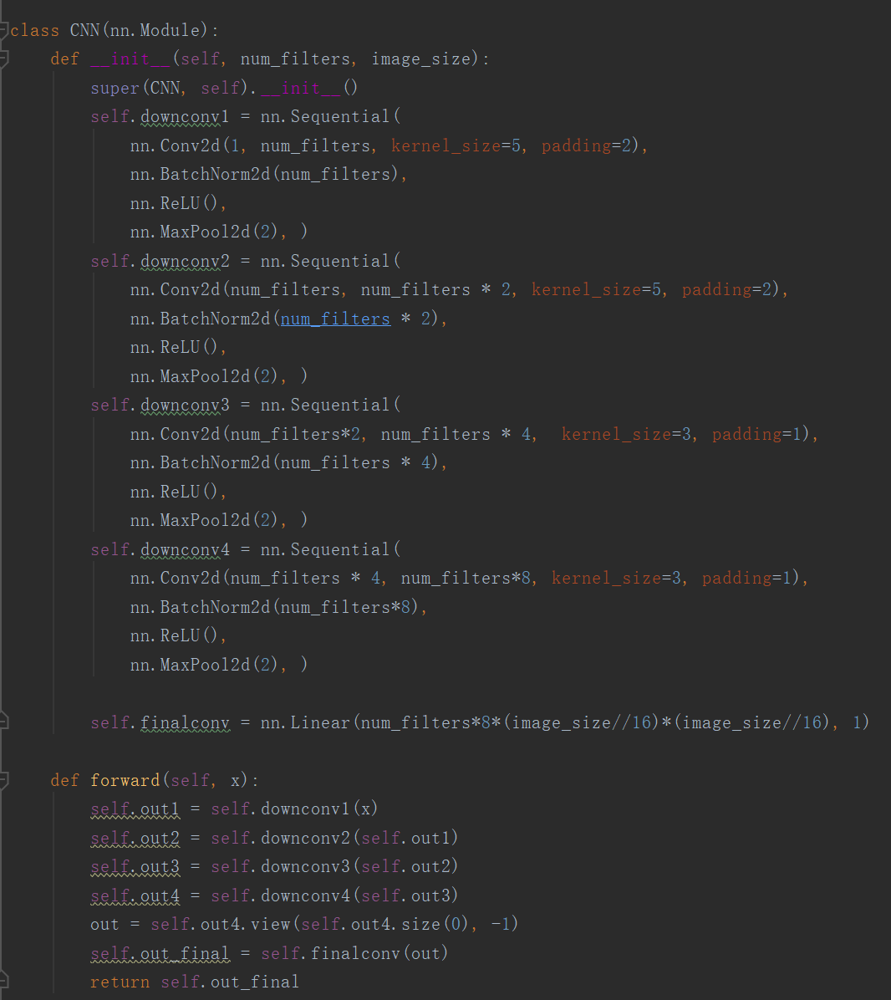 class CNN(nn.Module):
    def __init__(self, num_filters, image_size):
        super(CNN, self).__init__()
        self.downconv1 = nn.Sequential(
            nn.Conv2d(1, num_filters, kernel_size=5, padding=2),
            nn.BatchNorm2d(num_filters),
            nn.ReLU(),
            nn.MaxPool2d(2), )
        self.downconv2 = nn.Sequential(
            nn.Conv2d(num_filters, num_filters * 2, kernel_size=5, padding=2),
            nn.BatchNorm2d(num_filters * 2),
            nn.ReLU(),
            nn.MaxPool2d(2), )
        self.downconv3 = nn.Sequential(
            nn.Conv2d(num_filters*2, num_filters * 4,  kernel_size=3, padding=1),
            nn.BatchNorm2d(num_filters * 4),
            nn.ReLU(),
            nn.MaxPool2d(2), )
        self.downconv4 = nn.Sequential(
            nn.Conv2d(num_filters * 4, num_filters*8, kernel_size=3, padding=1),
            nn.BatchNorm2d(num_filters*8),
            nn.ReLU(),
            nn.MaxPool2d(2), )
        self.finalconv = nn.Linear(num_filters*8*(image_size//16)*(image_size//16), 1)
    def forward(self, x):
        self.out1 = self.downconv1(x)
        self.out2 = self.downconv2(self.out1)
        self.out3 = self.downconv3(self.out2)
        self.out4 = self.downconv4(self.out3)
        out = self.out4.view(self.out4.size(0), -1)
        self.out_final = self.finalconv(out)
        return self.out_final